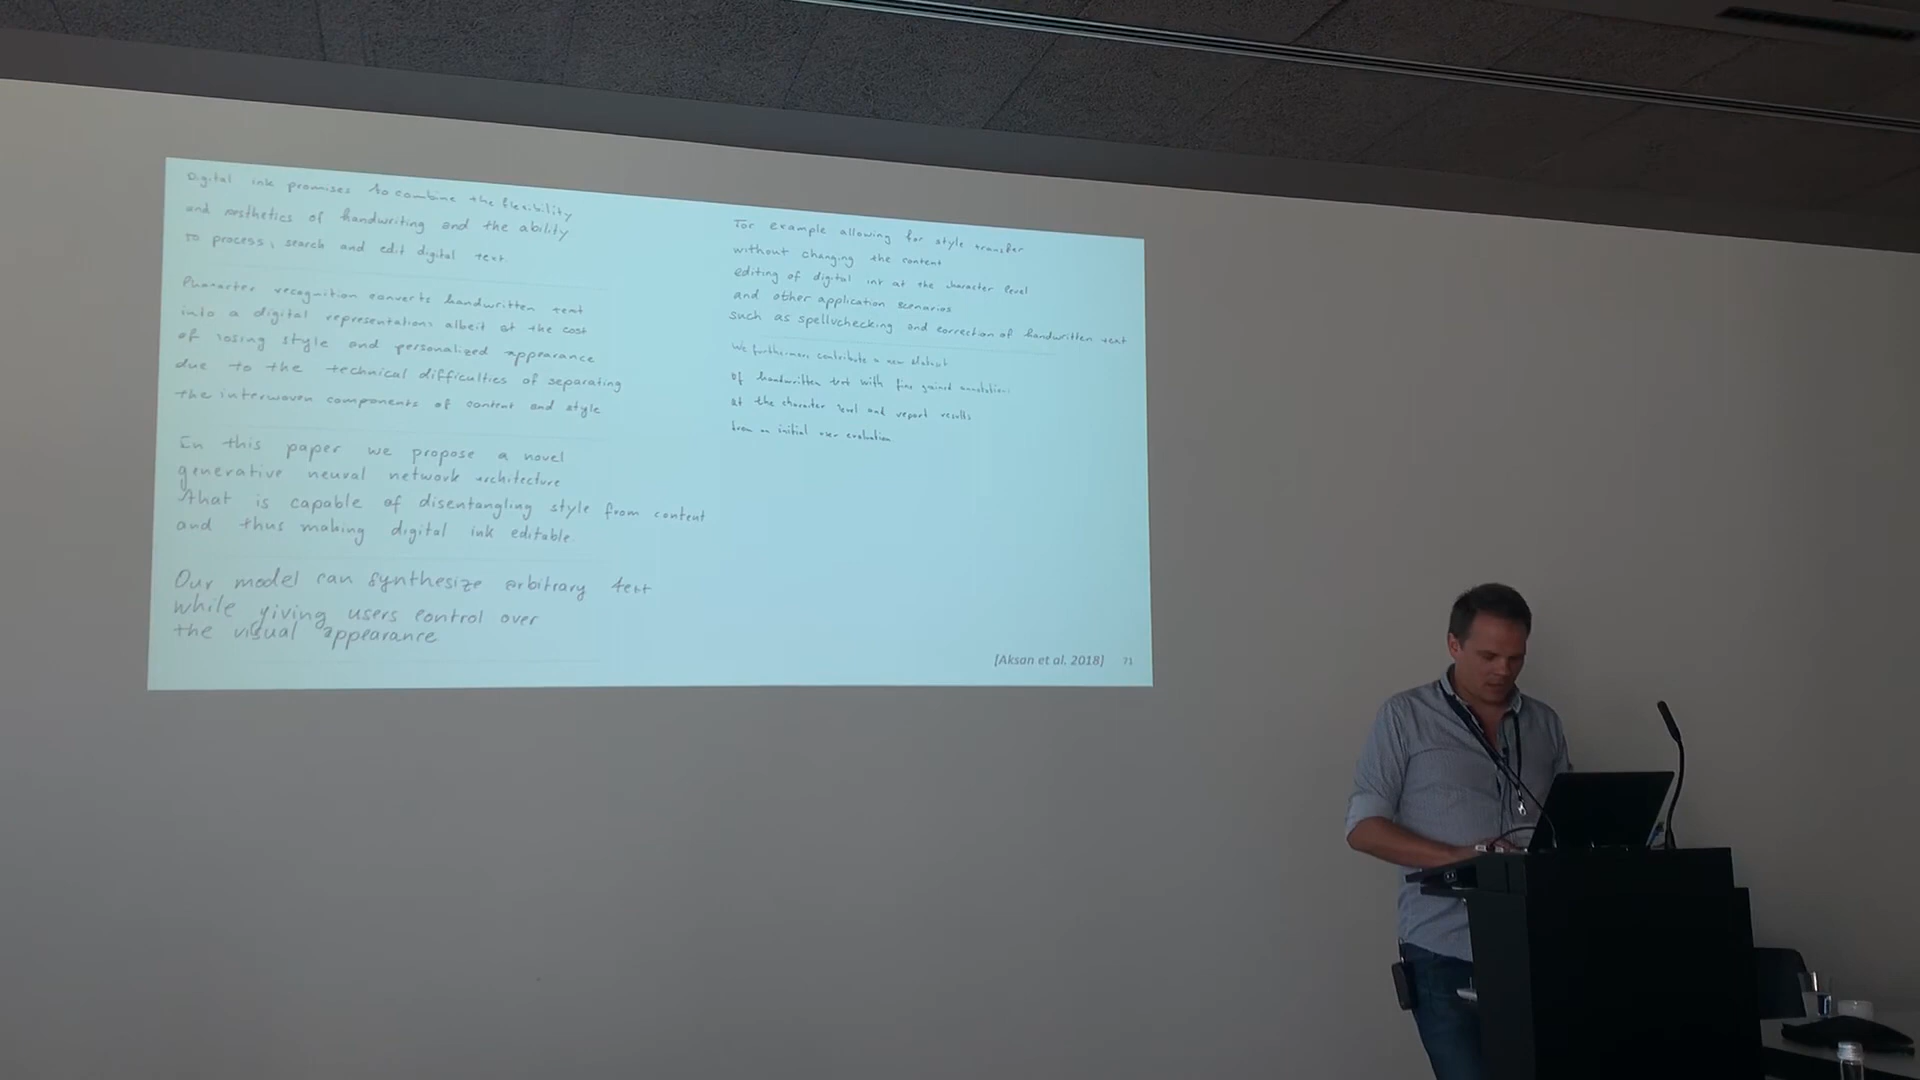 Digital ink promises to combine the flexibility
and aesthetics of handwriting and the ability
to process, search and edit digital text
recognition converts handwritten text
into a digital representation albeit at the cost
of losing style and personalized appearance
due to the technical difficulties of separating
the interwoven components of content and style
In this paper we propose a novel
generative neural network architecture
that is capable of disentangling style from content
and thus making digital ink editable.
Our model can synthesize arbitrary text
while giving users control over
the visual appearance
For example allowing for style transfer
without changing the content
editing of digital ink at the character level
and other application scenarios
such as spellchecking and correction of handwritten text
We furthermore contribute a new dataset
of handwritten text with fine grained annotations
at the character level and report results
from an initial user evaluation
[Aksan et al. 2018] 71